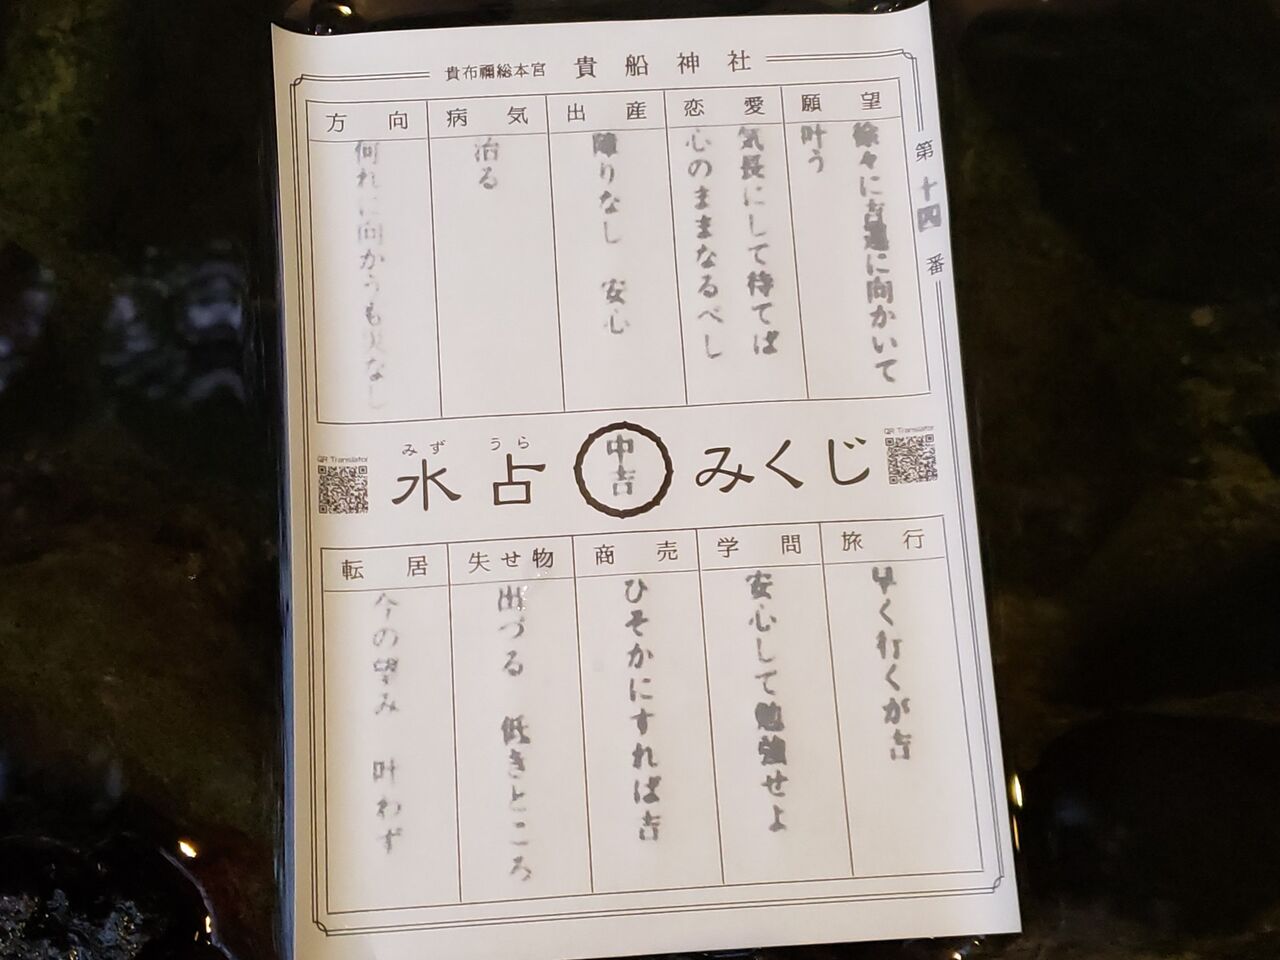 貴布禰総本宮 貴船神社
第十四番
願望
徐々に吉運に向かいて
叶う
恋愛
気長にして待てば
心のままなるべし
出産
障りなし 安心
病気
治る
方向
何れに向かうも災なし
QR Translator
みず うら
水占 中吉 みくじ
QR Translator
旅行
早く行くが吉
学問
安心して勉強せよ
商売
ひそかにすれば吉
失せ物
出づる 低きところ
転居
今の望み 叶わず